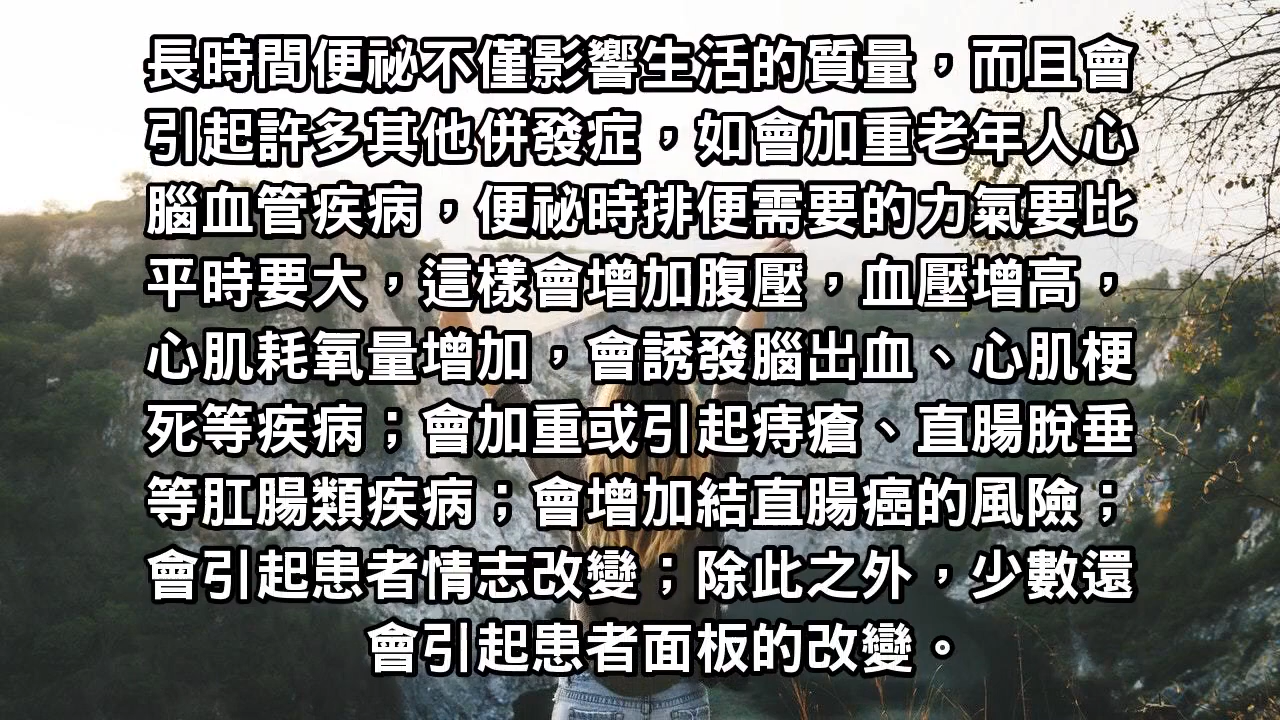 長時間便祕不僅影響生活的質量，而且會
引起許多其他併發症，如會加重老年人心
腦血管疾病，便祕時排便需要的力氣要比
平時要大，這樣會增加腹壓，血壓增高，
心肌耗氧量增加，會誘發腦出血、心肌梗
死等疾病；會加重或引起痔瘡、直腸脫垂
等肛腸類疾病；會增加結直腸癌的風險；
會引起患者情志改變；除此之外，少數還
會引起患者面板的改變。